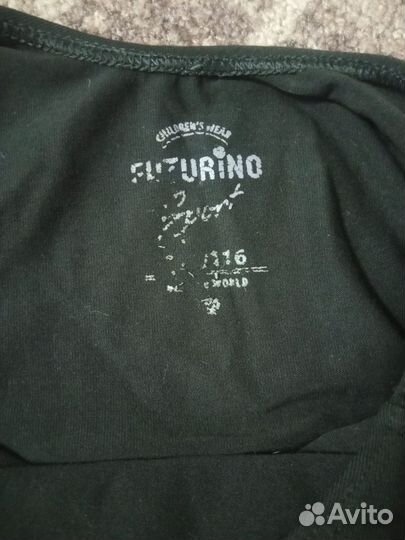 CHILDREN'S WEAR
FUTURINO
Sport
116
WORLD
Avito